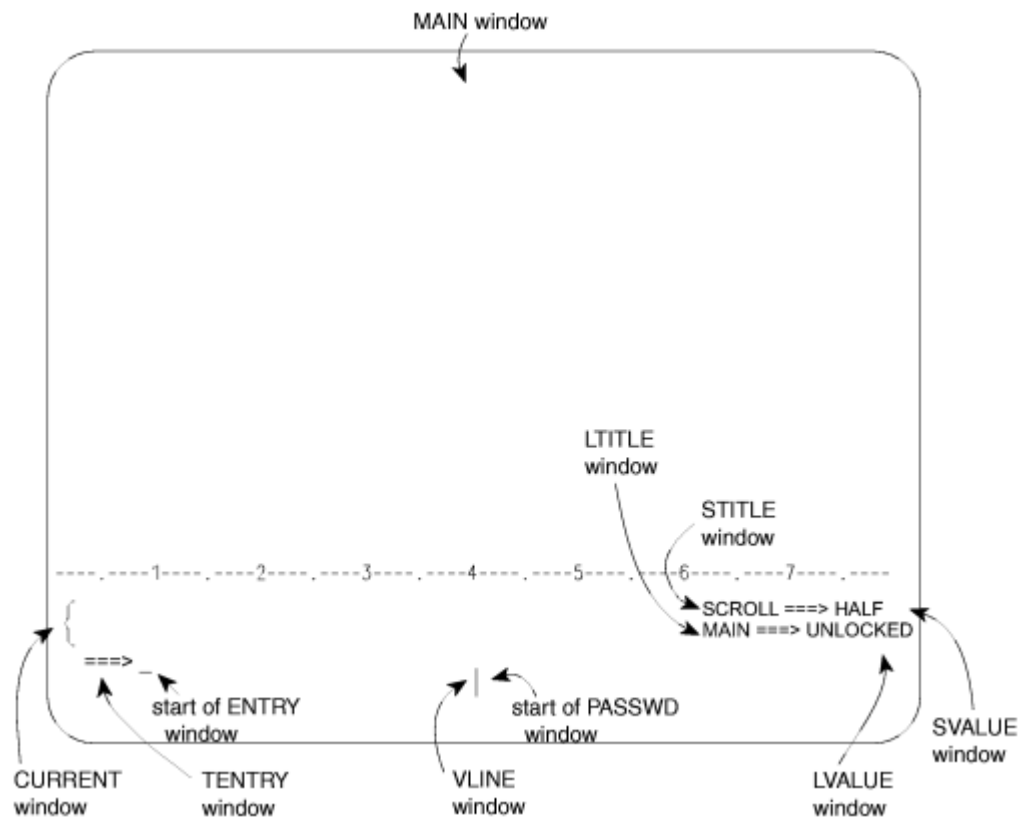 MAIN window
LTITLE
window
STITLE
window
----.----1----.----2----.----3----.----4----.----5----.----6----.----7----.----
SCROLL ===> HALF
MAIN ===> UNLOCKED
===> _
start of ENTRY
window
start of PASSWD
window
SVALUE
window
CURRENT
window
TENTRY
window
VLINE
window
LVALUE
window